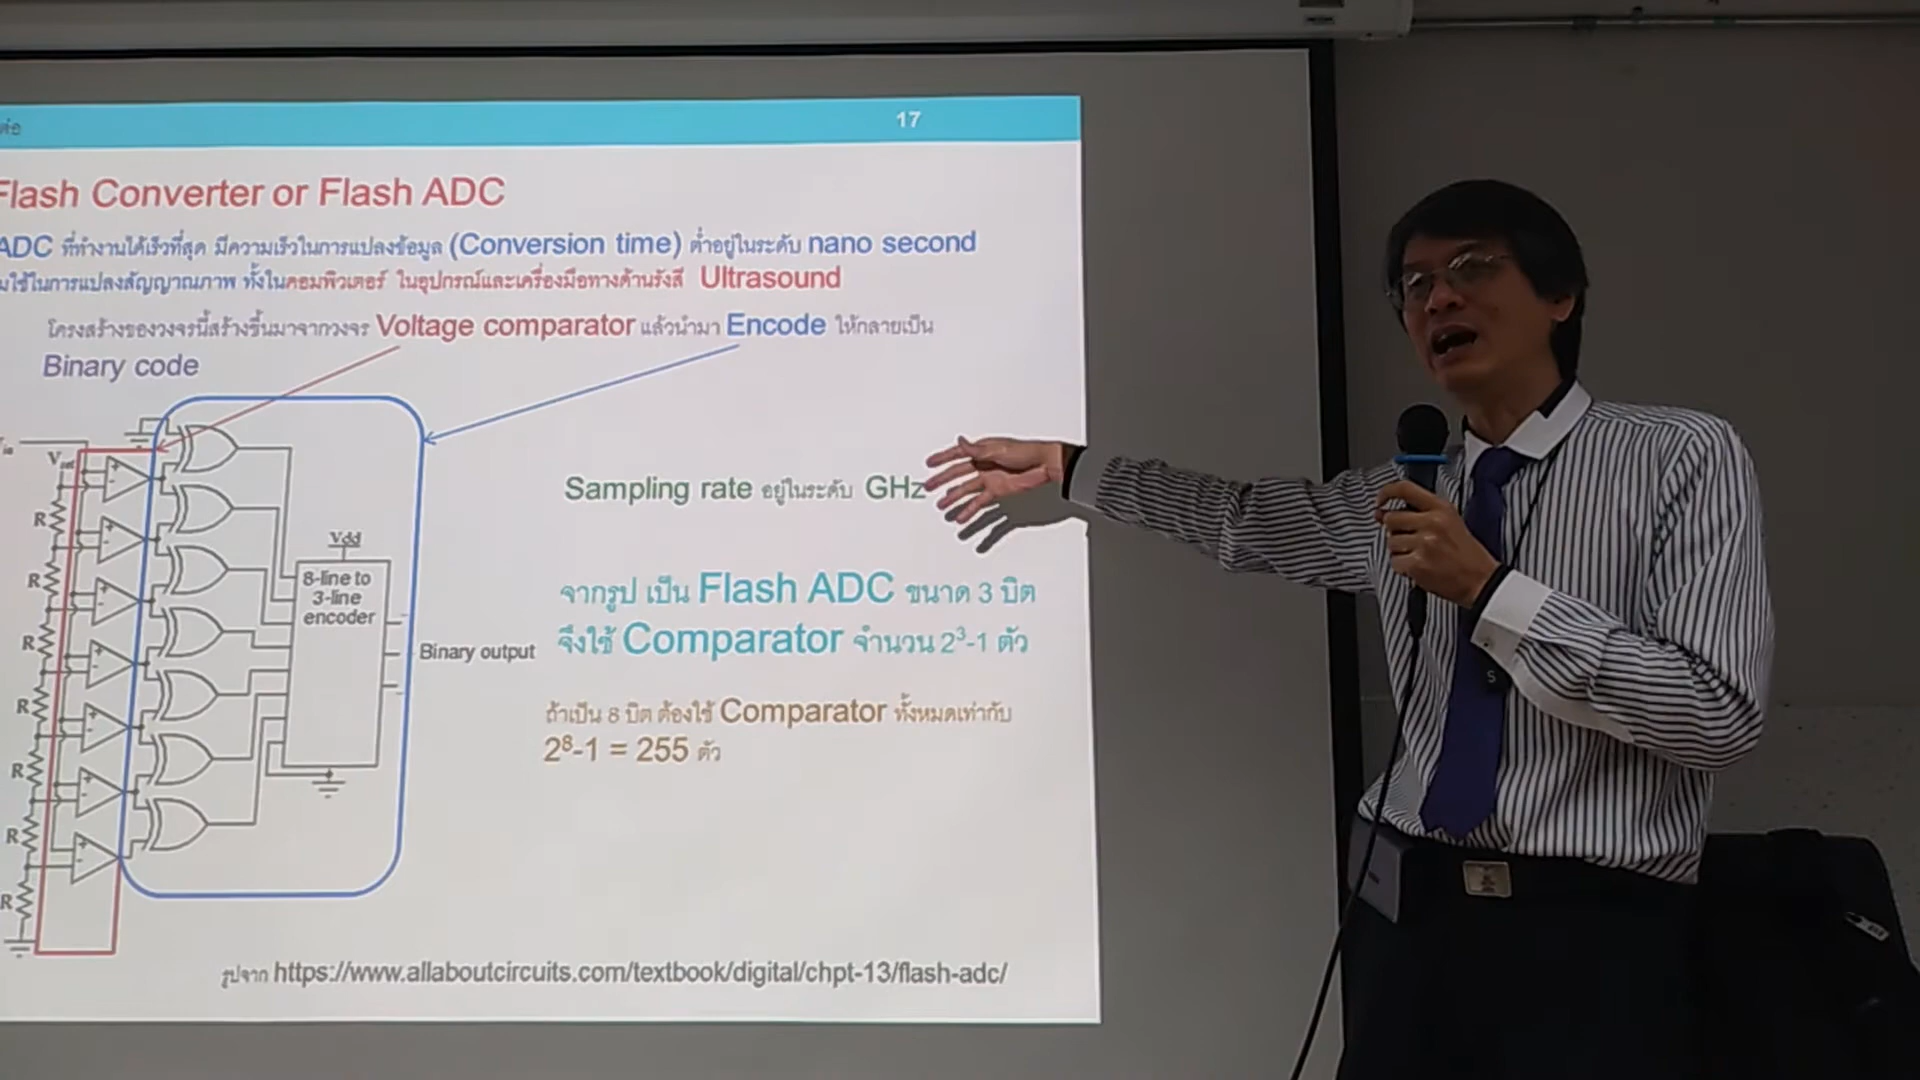 ต่อ
17
Flash Converter or Flash ADC
ADC ที่ทำงานได้เร็วที่สุด มีความเร็วในการแปลงข้อมูล (Conversion time) ต่ำอยู่ในระดับ nano second
ใช้ในการแปลงสัญญาณภาพ ทั้งในคอมพิวเตอร์ ในอุปกรณ์และเครื่องมือทางด้านรังสี Ultrasound
โครงสร้างของวงจรนี้สร้างขึ้นมาจากวงจร Voltage comparator แล้วนำมา Encode ให้กลายเป็น
Binary code
Sampling rate อยู่ในระดับ GHz
R
R
R
R
R
R
R
Vdd
8-line to
3-line
encoder
Binary output
จากรูป เป็น Flash ADC ขนาด 3 บิต
จึงใช้ Comparator จำนวน 2³-1 ตัว
ถ้าเป็น 8 บิต ต้องใช้ Comparator ทั้งหมดเท่ากับ
2⁸-1 = 255 ตัว
รูปจาก https://www.allaboutcircuits.com/textbook/digital/chpt-13/flash-adc/
S